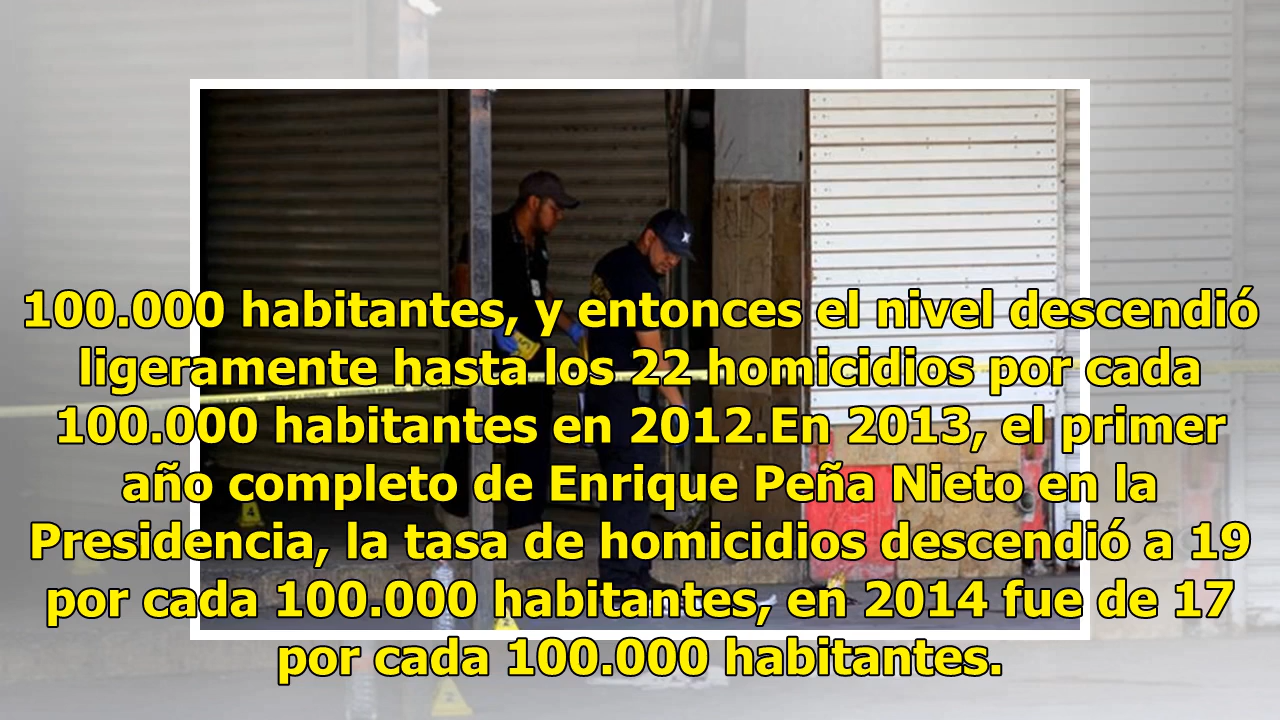 100.000 habitantes, y entonces el nivel descendió
ligeramente hasta los 22 homicidios por cada
100.000 habitantes en 2012.En 2013, el primer
año completo de Enrique Peña Nieto en la
Presidencia, la tasa de homicidios descendió a 19
por cada 100.000 habitantes, en 2014 fue de 17
por cada 100.000 habitantes.